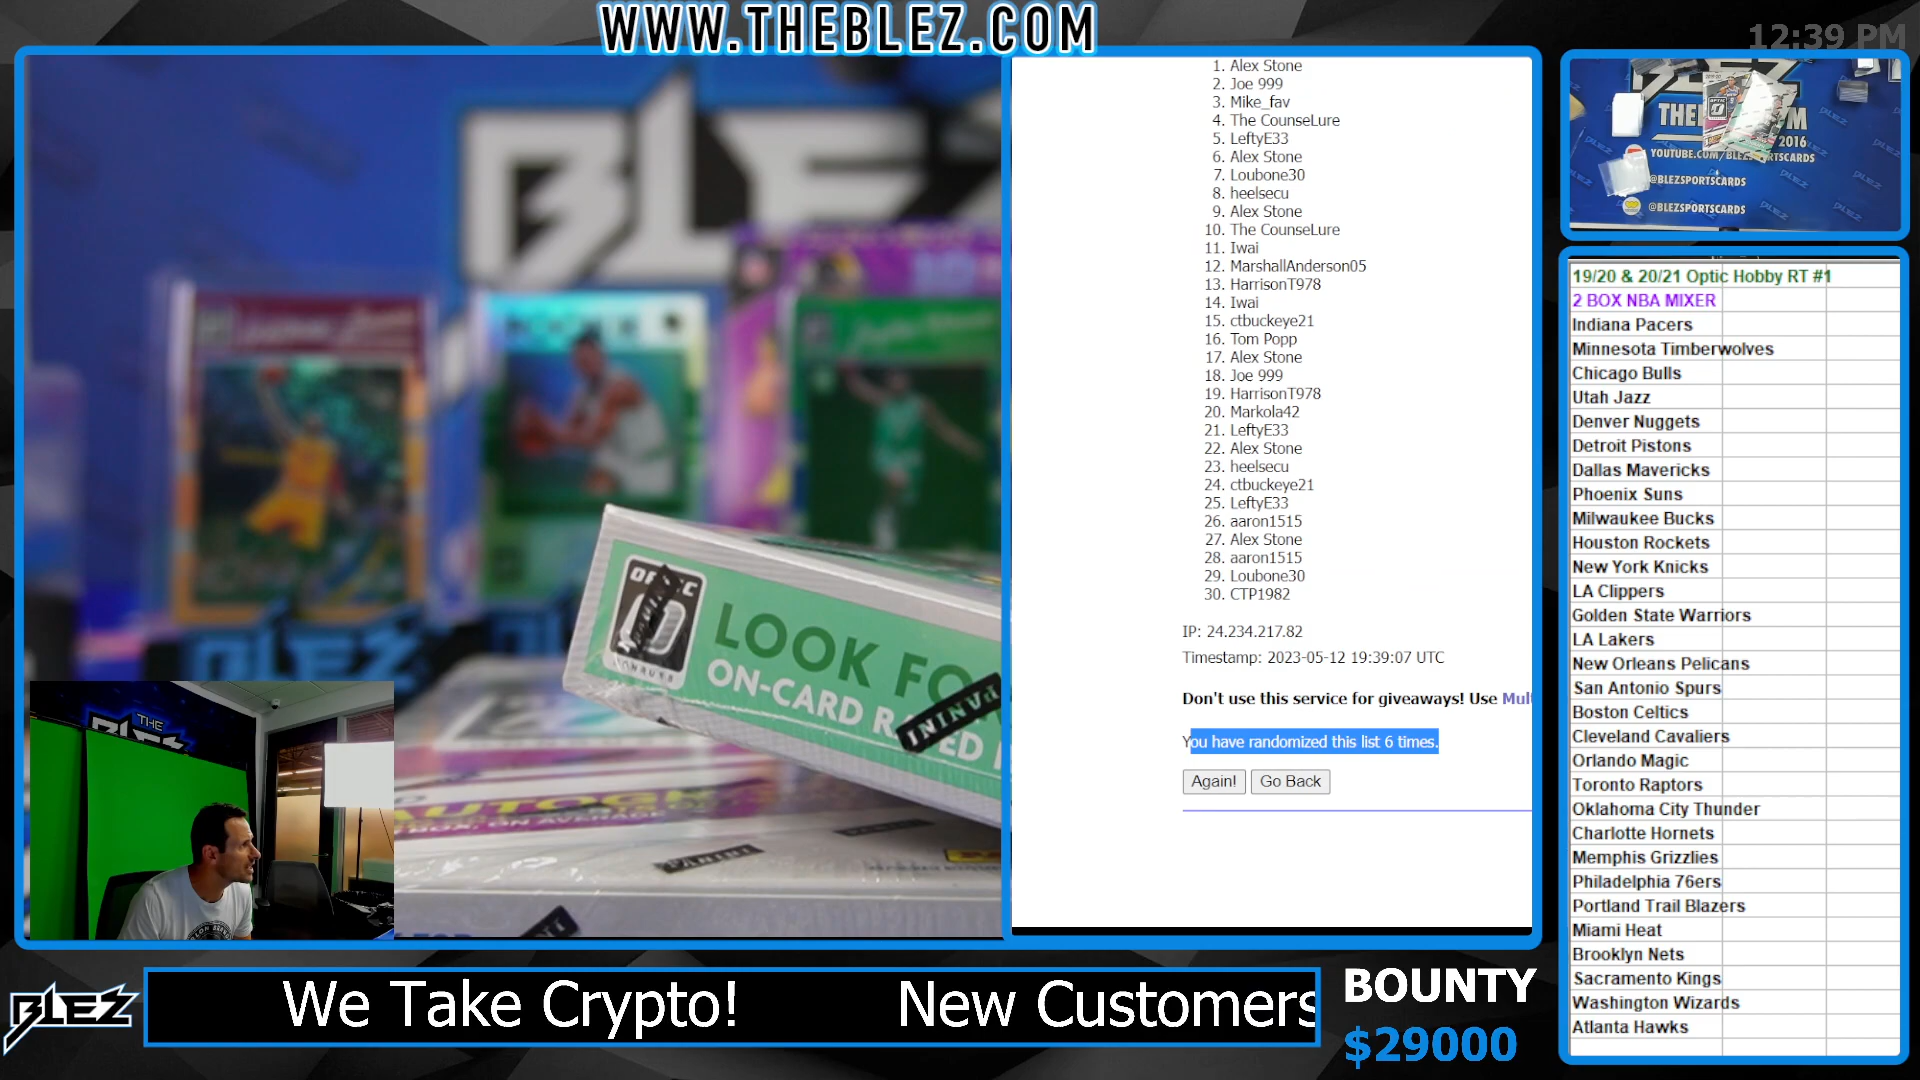 WWW.THEBLEZ.COM
12:39 PM
BLEZ
1. Alex Stone
2. Joe 999
3. Mike_fav
4. The CounseLure
5. LeftyE33
6. Alex Stone
7. Loubone30
8. heelsecu
9. Alex Stone
10. The CounseLure
11. Iwai
12. MarshallAnderson05
13. HarrisonT978
14. Iwai
15. ctbuckeye21
16. Tom Popp
17. Alex Stone
18. Joe 999
19. HarrisonT978
20. Markola42
21. LeftyE33
22. Alex Stone
23. heelsecu
24. ctbuckeye21
25. LeftyE33
26. aaron1515
27. Alex Stone
28. aaron1515
29. Loubone30
30. CTP1982
IP: 24.234.217.82
Timestamp: 2023-05-12 19:39:07 UTC
Don't use this service for giveaways! Use Mul
You have randomized this list 6 times.
Again! Go Back
LOOK FO
ON-CARD RATED
PANINI
PANINI
THE
BLEZ
2016
YOUTUBE.COM/BLEZSPORTSCARDS
@BLEZSPORTSCARDS
@BLEZSPORTSCARDS
19/20 & 20/21 Optic Hobby RT #1
2 BOX NBA MIXER
Indiana Pacers
Minnesota Timberwolves
Chicago Bulls
Utah Jazz
Denver Nuggets
Detroit Pistons
Dallas Mavericks
Phoenix Suns
Milwaukee Bucks
Houston Rockets
New York Knicks
LA Clippers
Golden State Warriors
LA Lakers
New Orleans Pelicans
San Antonio Spurs
Boston Celtics
Cleveland Cavaliers
Orlando Magic
Toronto Raptors
Oklahoma City Thunder
Charlotte Hornets
Memphis Grizzlies
Philadelphia 76ers
Portland Trail Blazers
Miami Heat
Brooklyn Nets
Sacramento Kings
Washington Wizards
Atlanta Hawks
BLEZ
We Take Crypto! New Customers
BOUNTY
$29000